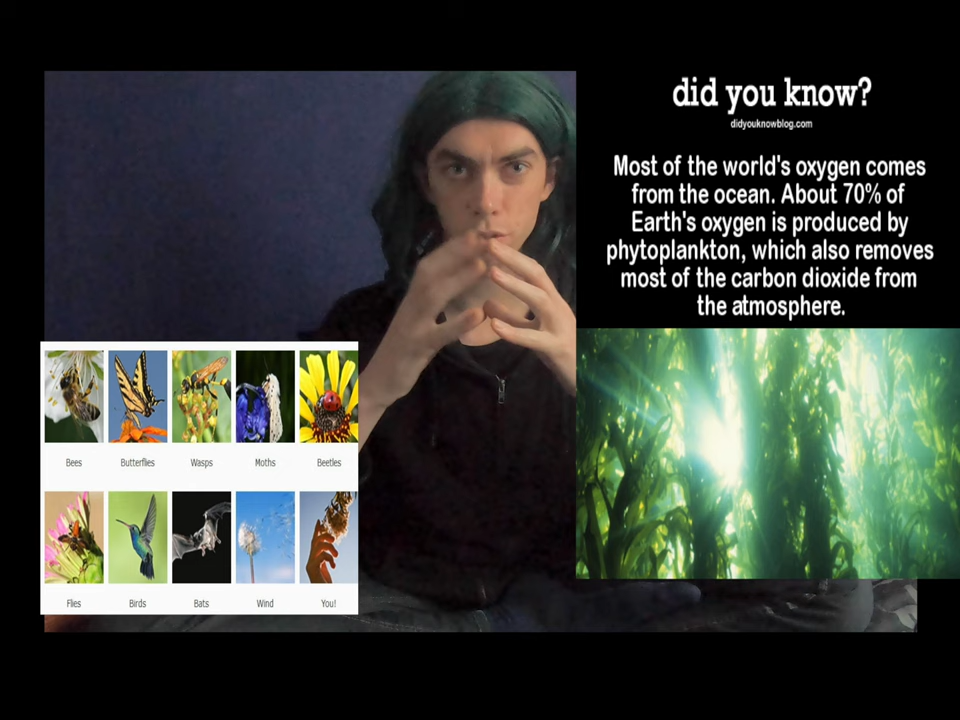 did you know?
didyouknowblog.com
Most of the world's oxygen comes
from the ocean. About 70% of
Earth's oxygen is produced by
phytoplankton, which also removes
most of the carbon dioxide from
the atmosphere.
Bees Butterflies Wasps Moths Beetles
Flies Birds Bats Wind You!